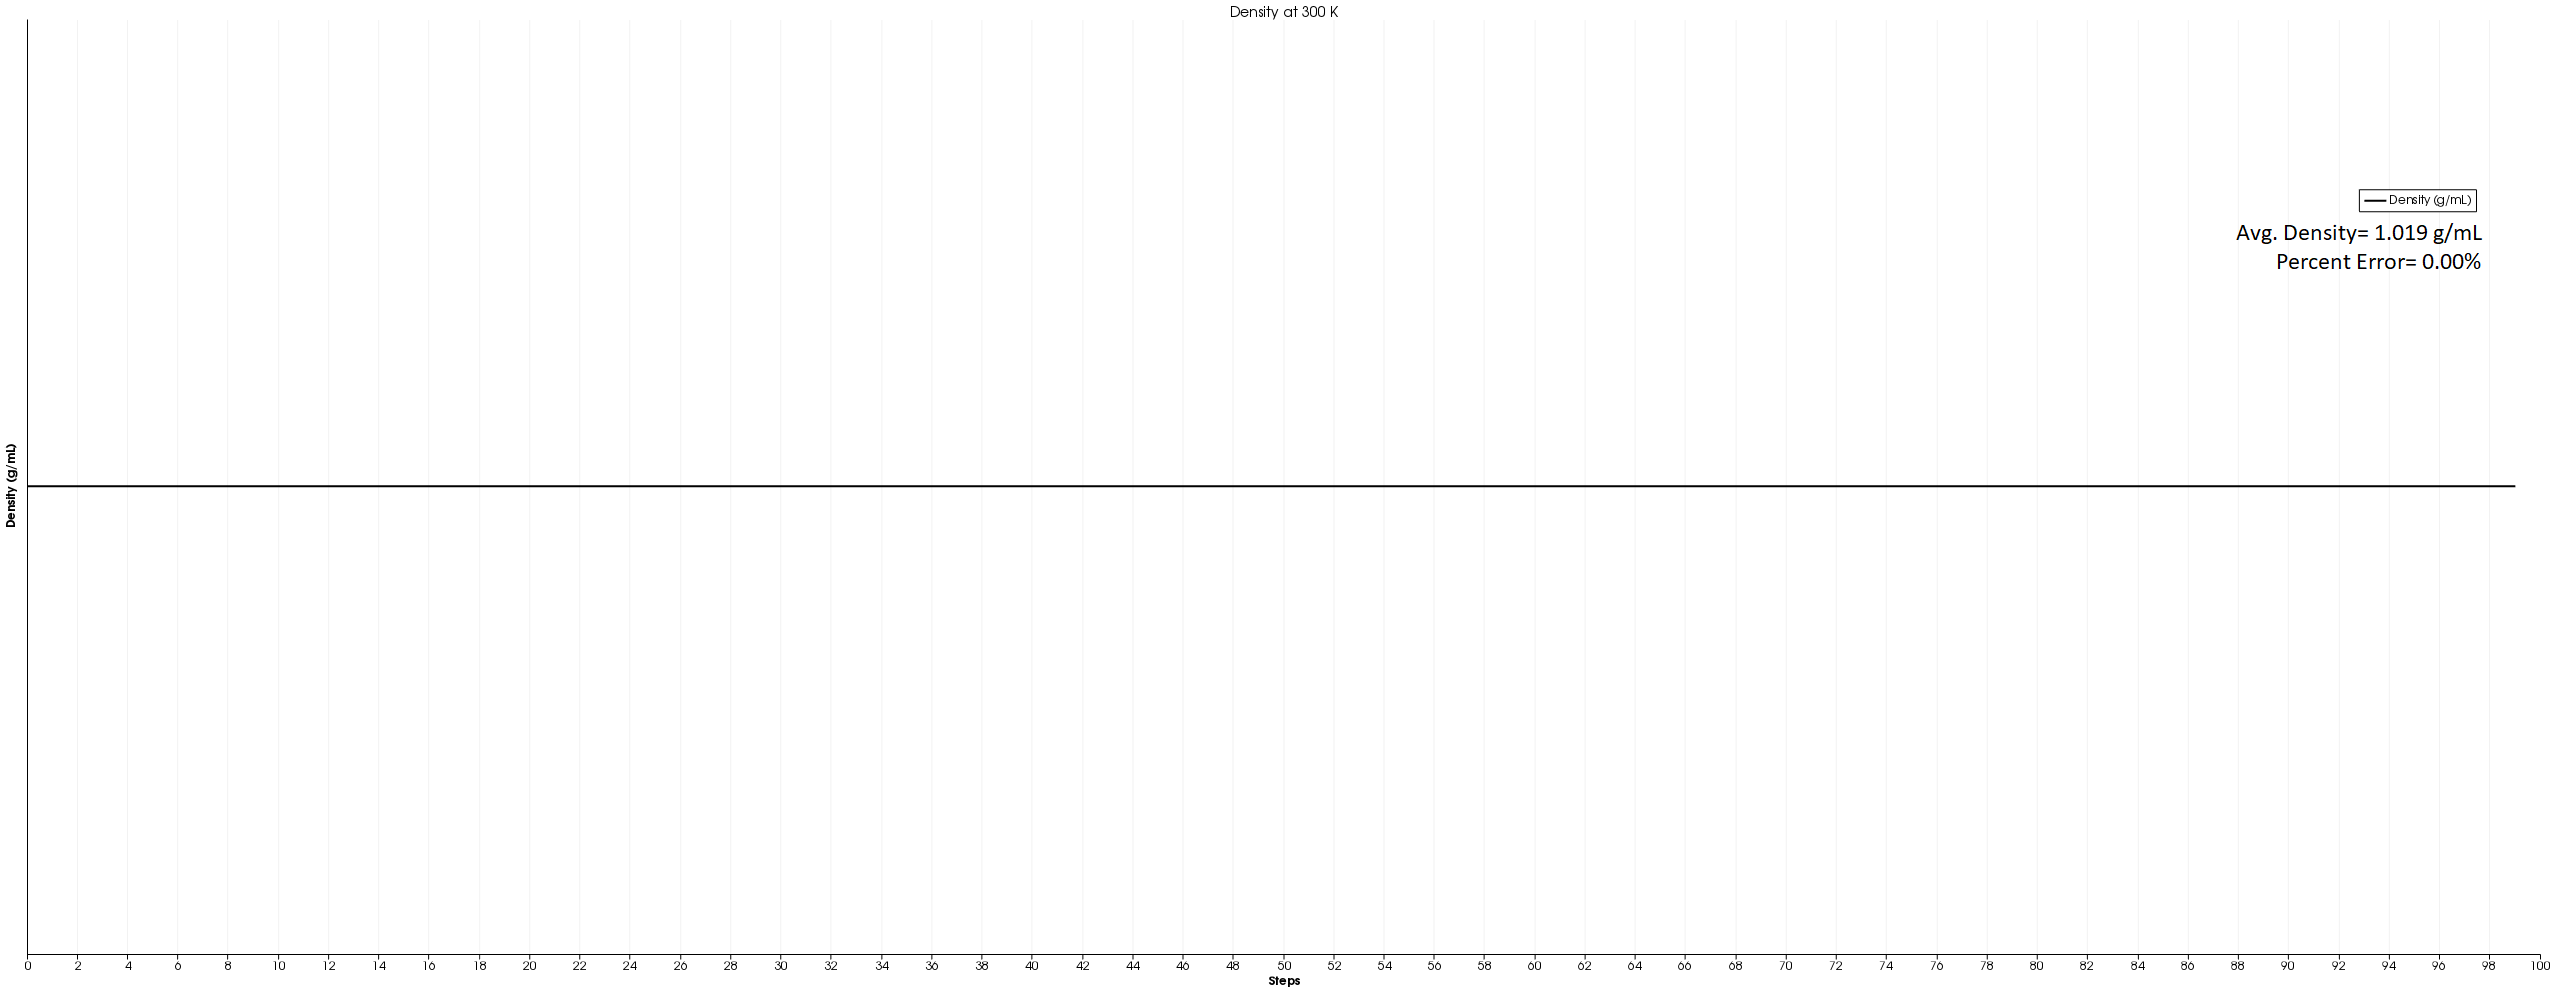 Density at 300 K
Density (g/mL)
Avg. Density= 1.019 g/mL
Percent Error= 0.00%
Density (g/mL)
0 2 4 6 8 10 12 14 16 18 20 22 24 26 28 30 32 34 36 38 40 42 44 46 48 50 52 54 56 58 60 62 64 66 68 70 72 74 76 78 80 82 84 86 88 90 92 94 96 98 100
Steps